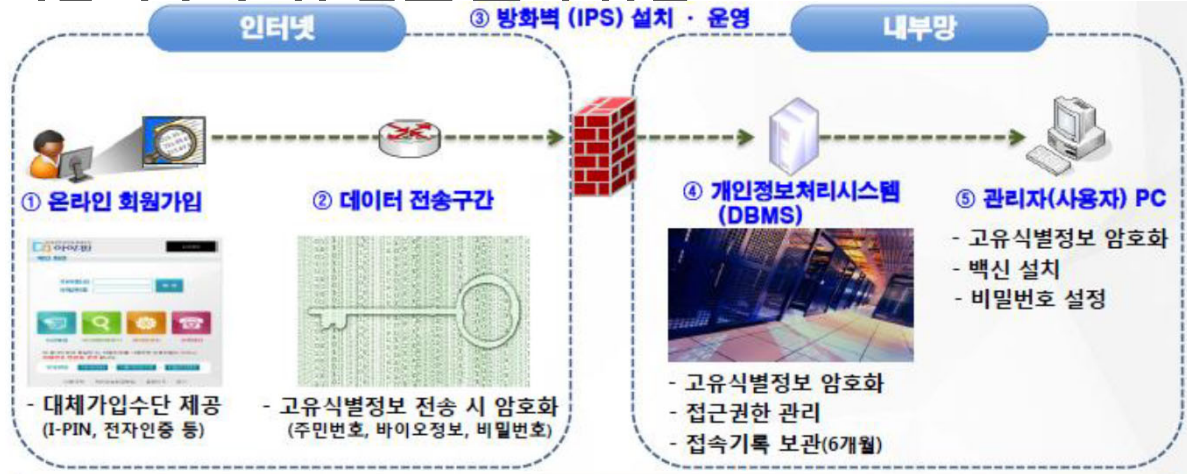 인터넷
③ 방화벽 (IPS) 설치 · 운영
내부망
① 온라인 회원가입
② 데이터 전송구간
④ 개인정보처리시스템
(DBMS)
⑤ 관리자(사용자) PC
- 고유식별정보 암호화
- 백신 설치
- 비밀번호 설정
- 대체가입수단 제공
(I-PIN, 전자인증 등)
- 고유식별정보 전송 시 암호화
(주민번호, 바이오정보, 비밀번호)
- 고유식별정보 암호화
- 접근권한 관리
- 접속기록 보관(6개월)